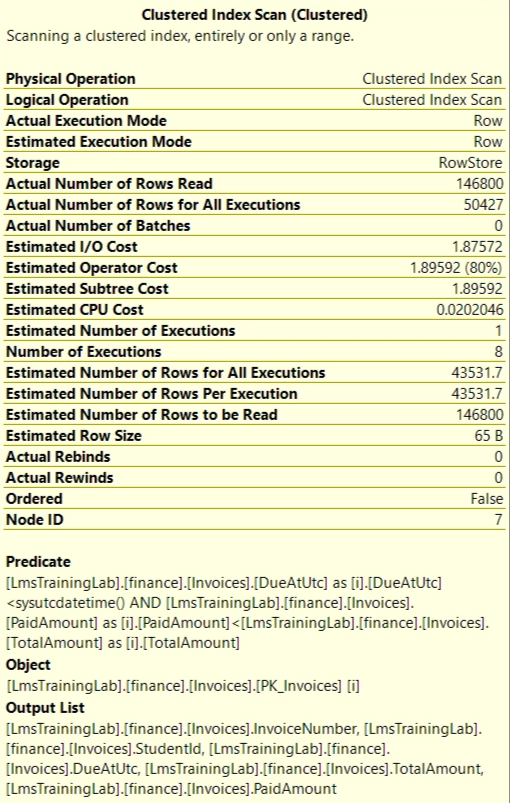 Clustered Index Scan (Clustered)
Scanning a clustered index, entirely or only a range.
Physical Operation Clustered Index Scan
Logical Operation Clustered Index Scan
Actual Execution Mode Row
Estimated Execution Mode Row
Storage RowStore
Actual Number of Rows Read 146800
Actual Number of Rows for All Executions 50427
Actual Number of Batches 0
Estimated I/O Cost 1.87572
Estimated Operator Cost 1.89592 (80%)
Estimated Subtree Cost 1.89592
Estimated CPU Cost 0.0202046
Estimated Number of Executions 1
Number of Executions 8
Estimated Number of Rows for All Executions 43531.7
Estimated Number of Rows Per Execution 43531.7
Estimated Number of Rows to be Read 146800
Estimated Row Size 65 B
Actual Rebinds 0
Actual Rewinds 0
Ordered False
Node ID 7
Predicate
[LmsTrainingLab].[finance].[Invoices].[DueAtUtc] as [i].[DueAtUtc]
<sysutcdatetime() AND [LmsTrainingLab].[finance].[Invoices].
[PaidAmount] as [i].[PaidAmount]<[LmsTrainingLab].[finance].[Invoices].
[TotalAmount] as [i].[TotalAmount]
Object
[LmsTrainingLab].[finance].[Invoices].[PK_Invoices] [i]
Output List
[LmsTrainingLab].[finance].[Invoices].InvoiceNumber, [LmsTrainingLab].
[finance].[Invoices].StudentId, [LmsTrainingLab].[finance].
[Invoices].DueAtUtc, [LmsTrainingLab].[finance].[Invoices].TotalAmount,
[LmsTrainingLab].[finance].[Invoices].PaidAmount